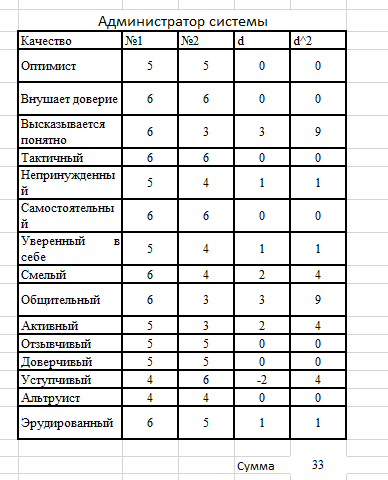 Администратор системы
Качество №1 №2 d d^2
Оптимист 5 5 0 0
Внушает доверие 6 6 0 0
Высказывается
понятно 6 3 3 9
Тактичный 6 6 0 0
Непринужденны
й 5 4 1 1
Самостоятельны
й 6 6 0 0
Уверенный в
себе 5 4 1 1
Смелый 6 4 2 4
Общительный 6 3 3 9
Активный 5 3 2 4
Отзывчивый 5 5 0 0
Доверчивый 5 5 0 0
Уступчивый 4 6 -2 4
Альтруист 4 4 0 0
Эрудированный 6 5 1 1
Сумма 33